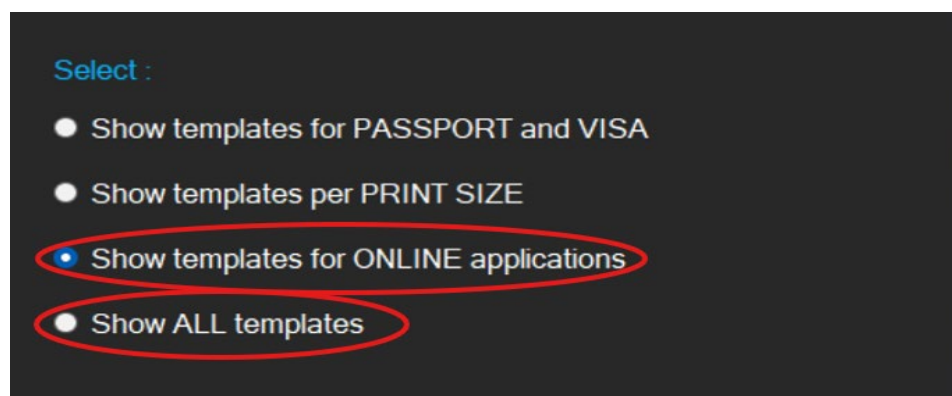 Select :
Show templates for PASSPORT and VISA
Show templates per PRINT SIZE
Show templates for ONLINE applications
Show ALL templates